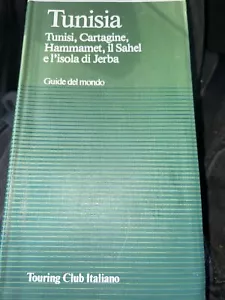 Tunisia
Tunisi, Cartagine,
Hammamet, il Sahel
e l'isola di Jerba
Guide del mondo
Touring Club Italiano